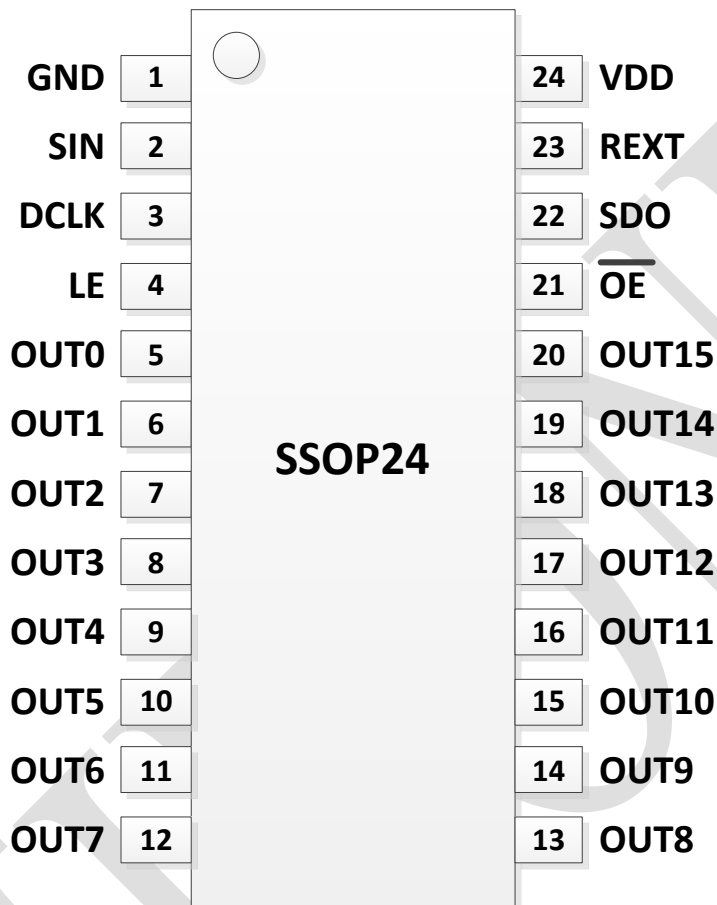 GND 1 24 VDD
SIN 2 23 REXT
DCLK 3 22 SDO
LE 4 21 O̅E̅
OUT0 5 20 OUT15
OUT1 6 19 OUT14
SSOP24
OUT2 7 18 OUT13
OUT3 8 17 OUT12
OUT4 9 16 OUT11
OUT5 10 15 OUT10
OUT6 11 14 OUT9
OUT7 12 13 OUT8